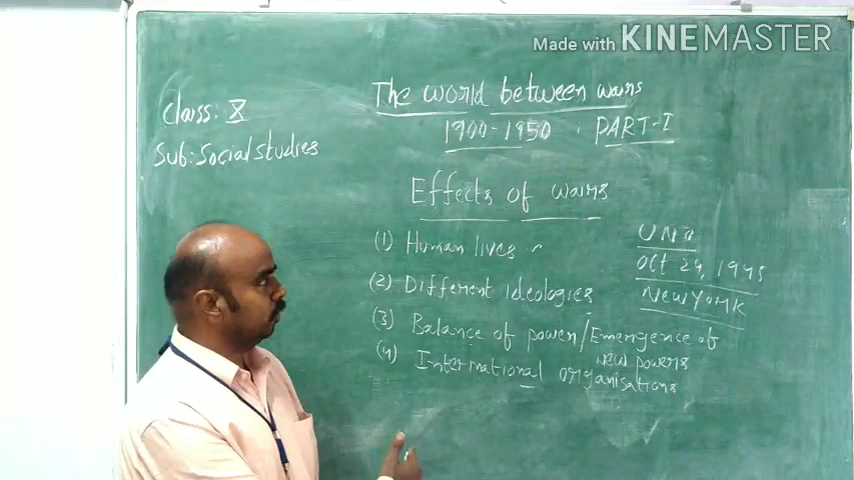 Made with KINEMASTER
The world between wars
1900-1950 PART-I
Class: X
Sub: Social studies
Effects of wars
(1) Human lives
(2) Different Ideologies
(3) Balance of power/Emergence of
New powers
(4) International organisations
UNO
Oct 24, 1945
New York